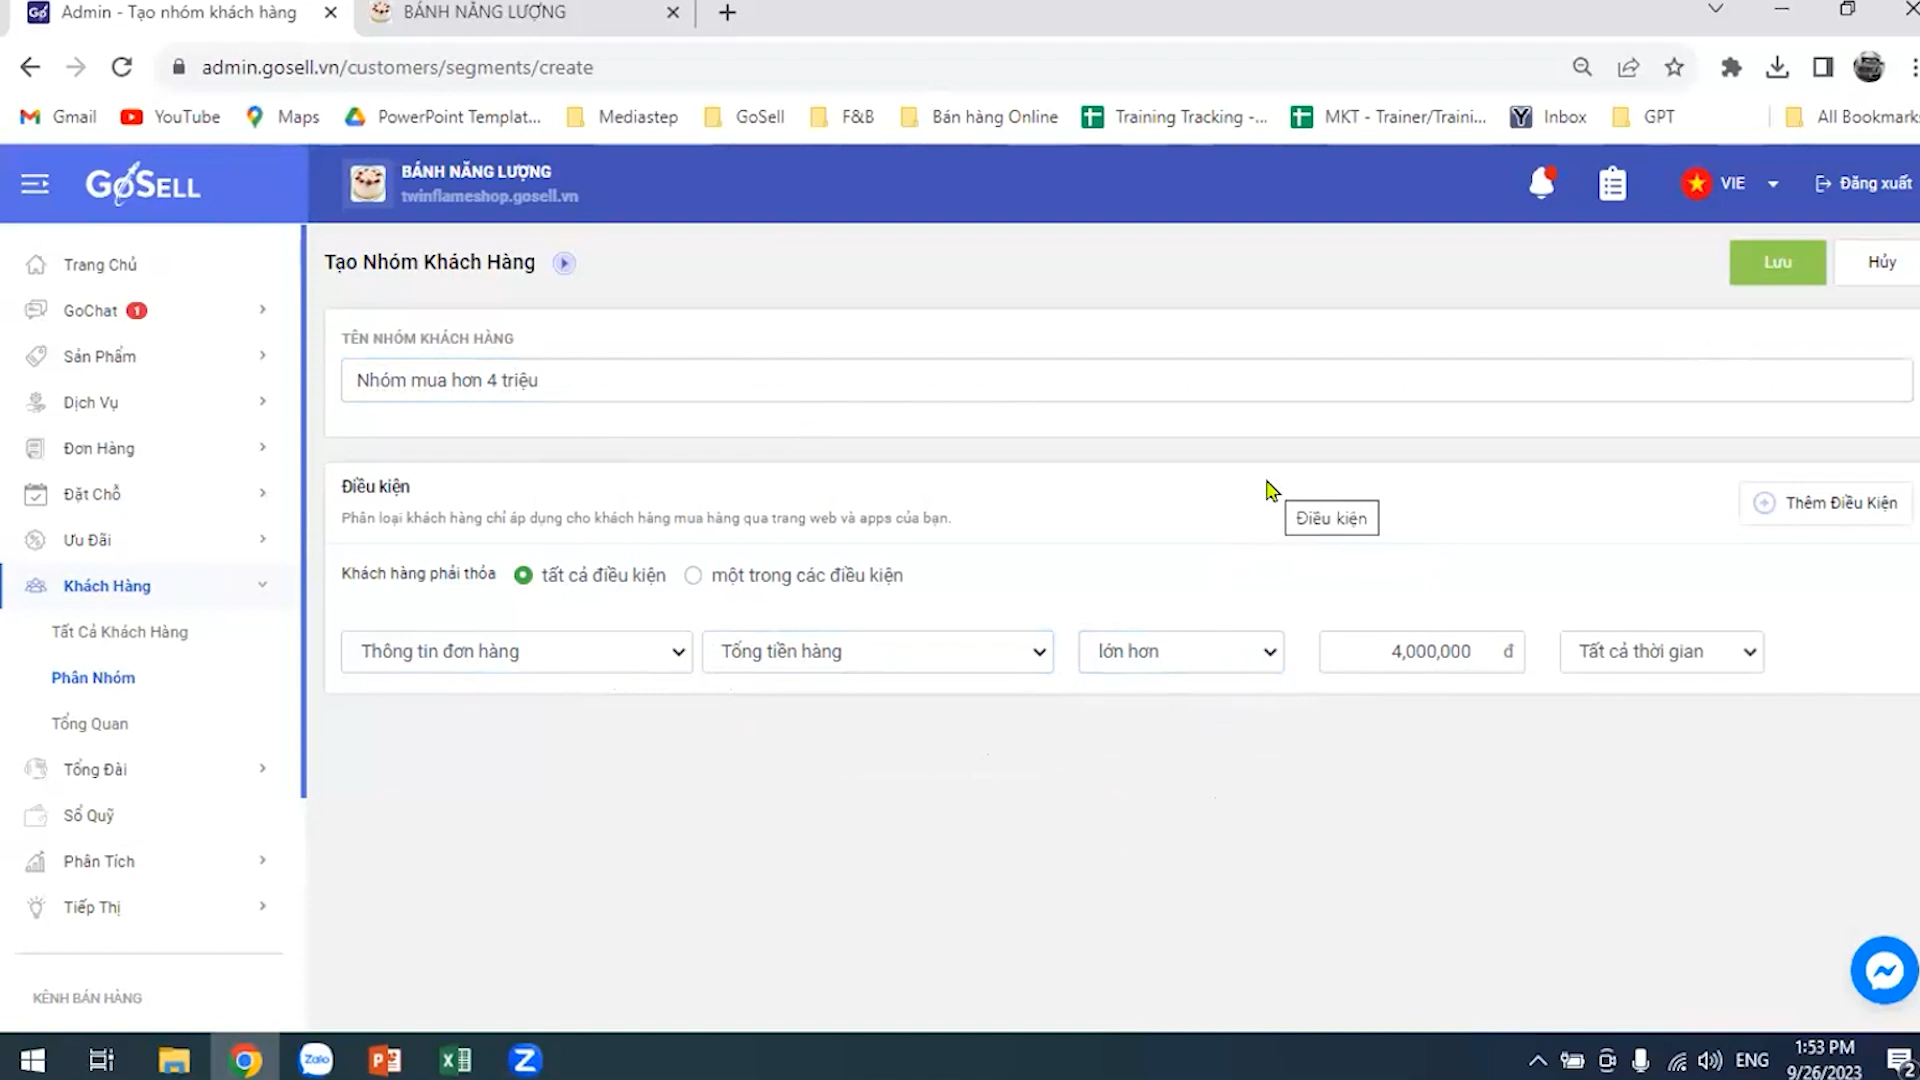 Admin - Tạo nhóm khách hàng
BÁNH NĂNG LƯỢNG
admin.gosell.vn/customers/segments/create
Gmail YouTube Maps PowerPoint Templat... Mediastep GoSell F&B Bán hàng Online Training Tracking -... MKT - Trainer/Traini... Inbox GPT All Bookmarks
GOSELL
BÁNH NĂNG LƯỢNG
twinflameshop.gosell.vn
VIE
Đăng xuất
Trang Chủ
GoChat 1
Sản Phẩm
Dịch Vụ
Đơn Hàng
Đặt Chỗ
Ưu Đãi
Khách Hàng
Tất Cả Khách Hàng
Phân Nhóm
Tổng Quan
Tổng Đài
Sổ Quỹ
Phân Tích
Tiếp Thị
KÊNH BÁN HÀNG
Tạo Nhóm Khách Hàng
Lưu
Hủy
TÊN NHÓM KHÁCH HÀNG
Nhóm mua hơn 4 triệu
Điều kiện
Phân loại khách hàng chỉ áp dụng cho khách hàng mua hàng qua trang web và apps của bạn.
Điều kiện
Thêm Điều Kiện
Khách hàng phải thỏa tất cả điều kiện một trong các điều kiện
Thông tin đơn hàng Tổng tiền hàng lớn hơn 4,000,000 đ Tất cả thời gian
Zalo
ENG
1:53 PM
9/26/2023
2